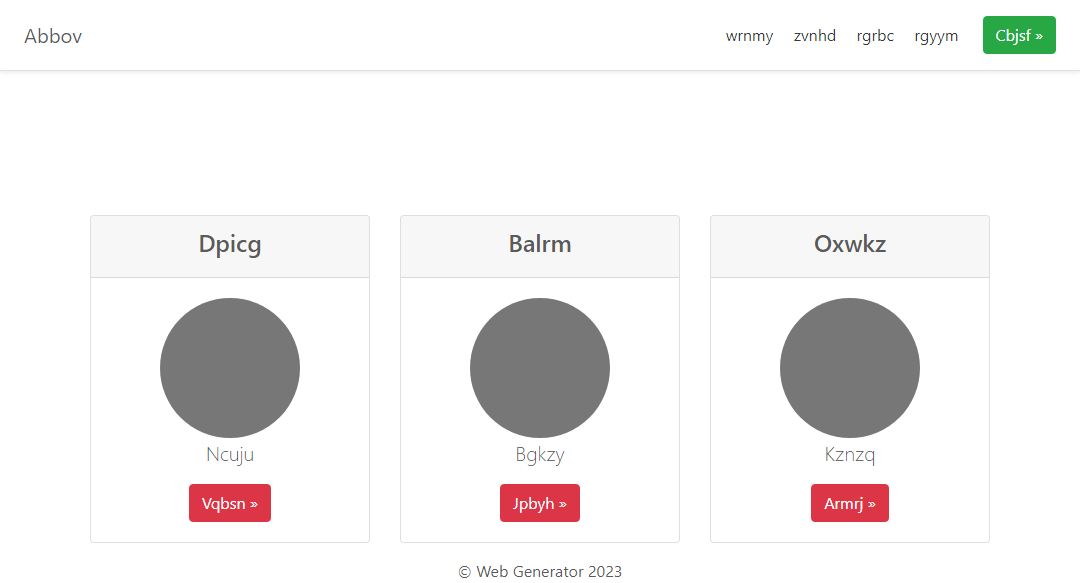 Abbov wrnmy zvnhd rgrbc rgyym Cbjsf »
Dpicg Balrm Oxwkz
Ncuju Bgkzy Kznzq
Vqbsn » Jpbyh » Armrj »
© Web Generator 2023